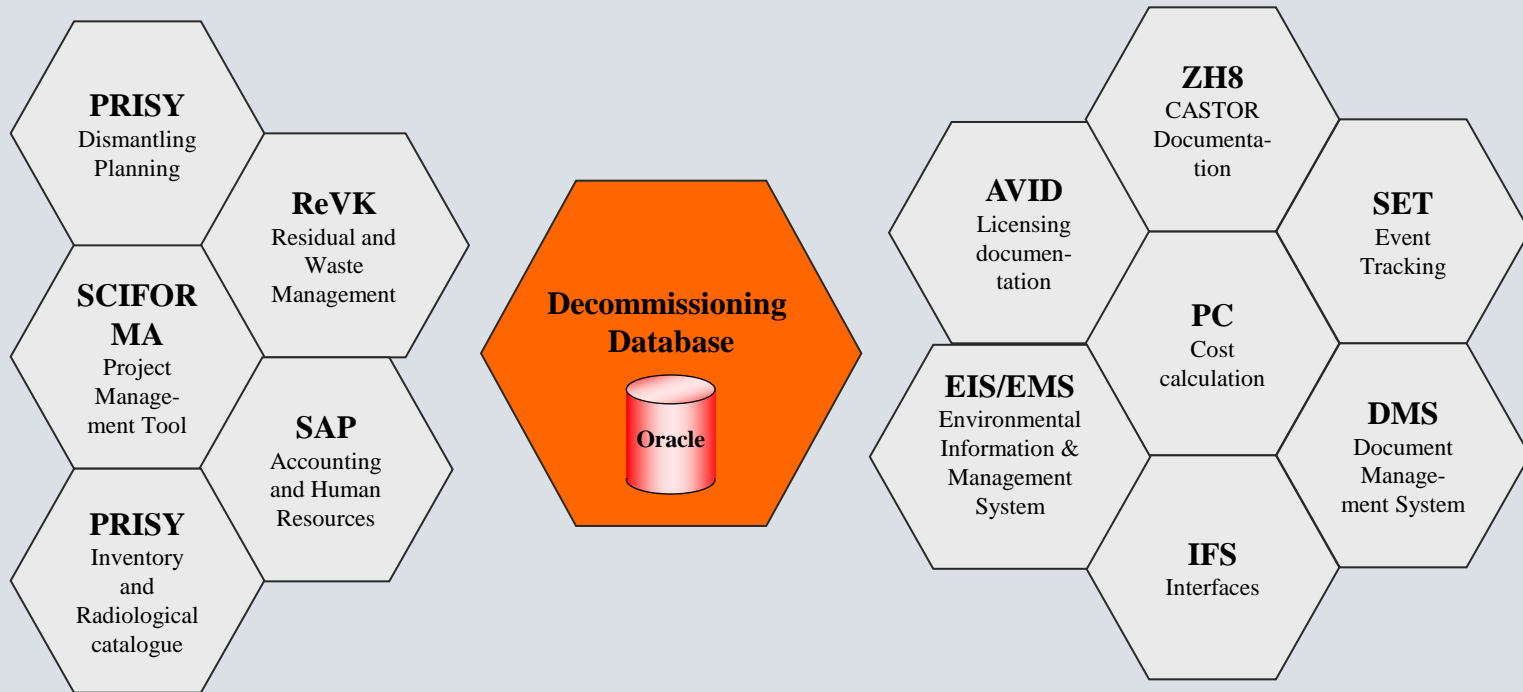 PRISY
Dismantling
Planning
ReVK
Residual and
Waste
Management
SCIFOR
MA
Project
Manage-
ment Tool
SAP
Accounting
and Human
Resources
PRISY
Inventory
and
Radiological
catalogue
Decommissioning
Database
Oracle
ZH8
CASTOR
Documenta-
tion
AVID
Licensing
documen-
tation
SET
Event
Tracking
PC
Cost
calculation
EIS/EMS
Environmental
Information &
Management
System
DMS
Document
Manage-
ment System
IFS
Interfaces